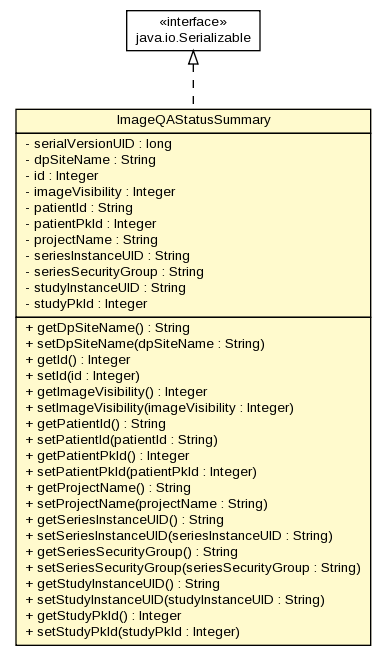 «interface»
java.io.Serializable
ImageQAStatusSummary
- serialVersionUID : long
- dpSiteName : String
- id : Integer
- imageVisibility : Integer
- patientId : String
- patientPkId : Integer
- projectName : String
- seriesInstanceUID : String
- seriesSecurityGroup : String
- studyInstanceUID : String
- studyPkId : Integer
+ getDpSiteName() : String
+ setDpSiteName(dpSiteName : String)
+ getId() : Integer
+ setId(id : Integer)
+ getImageVisibility() : Integer
+ setImageVisibility(imageVisibility : Integer)
+ getPatientId() : String
+ setPatientId(patientId : String)
+ getPatientPkId() : Integer
+ setPatientPkId(patientPkId : Integer)
+ getProjectName() : String
+ setProjectName(projectName : String)
+ getSeriesInstanceUID() : String
+ setSeriesInstanceUID(seriesInstanceUID : String)
+ getSeriesSecurityGroup() : String
+ setSeriesSecurityGroup(seriesSecurityGroup : String)
+ getStudyInstanceUID() : String
+ setStudyInstanceUID(studyInstanceUID : String)
+ getStudyPkId() : Integer
+ setStudyPkId(studyPkId : Integer)